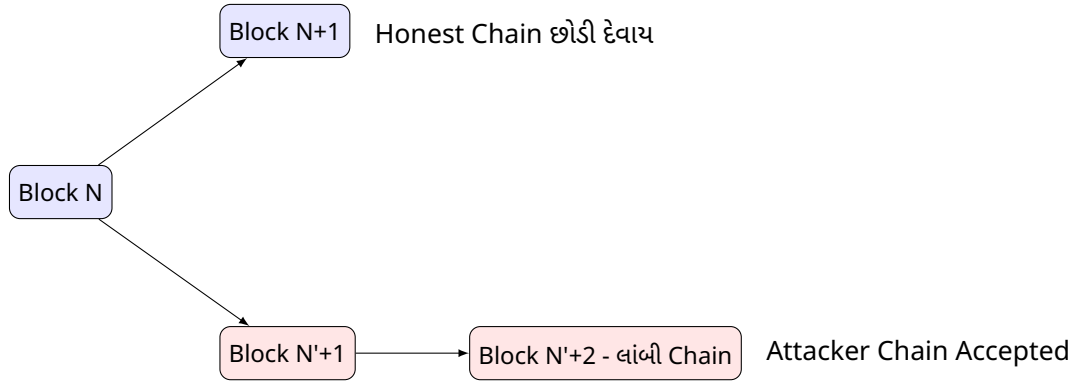 Block N+1
Honest Chain છોડી દેવાય
Block N
Block N'+1
Block N'+2 - લાંબી Chain
Attacker Chain Accepted